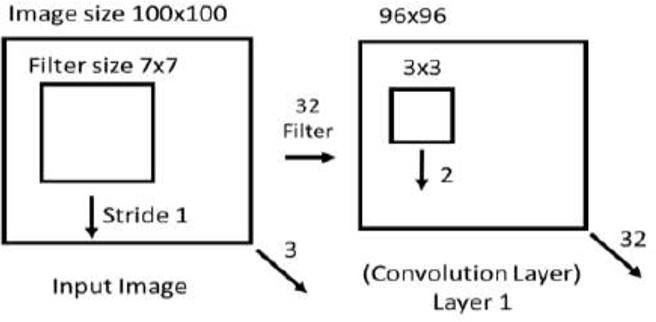 Image size 100x100
Filter size 7x7
Stride 1
3
Input Image
32
Filter
96x96
3x3
2
32
(Convolution Layer)
Layer 1